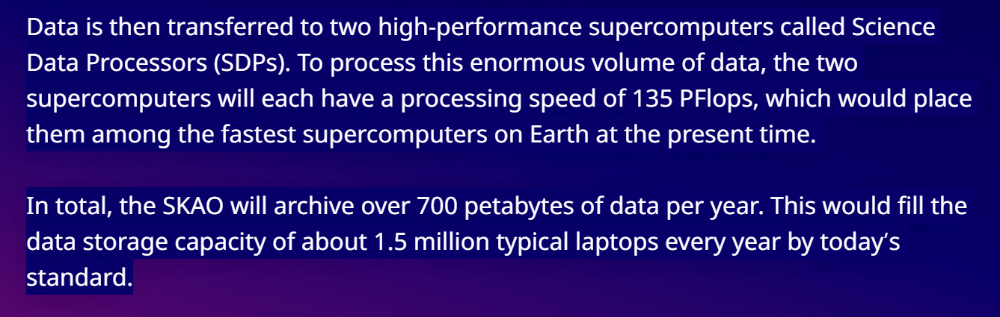 Data is then transferred to two high-performance supercomputers called Science
Data Processors (SDPs). To process this enormous volume of data, the two
supercomputers will each have a processing speed of 135 PFlops, which would place
them among the fastest supercomputers on Earth at the present time.
In total, the SKAO will archive over 700 petabytes of data per year. This would fill the
data storage capacity of about 1.5 million typical laptops every year by today’s
standard.